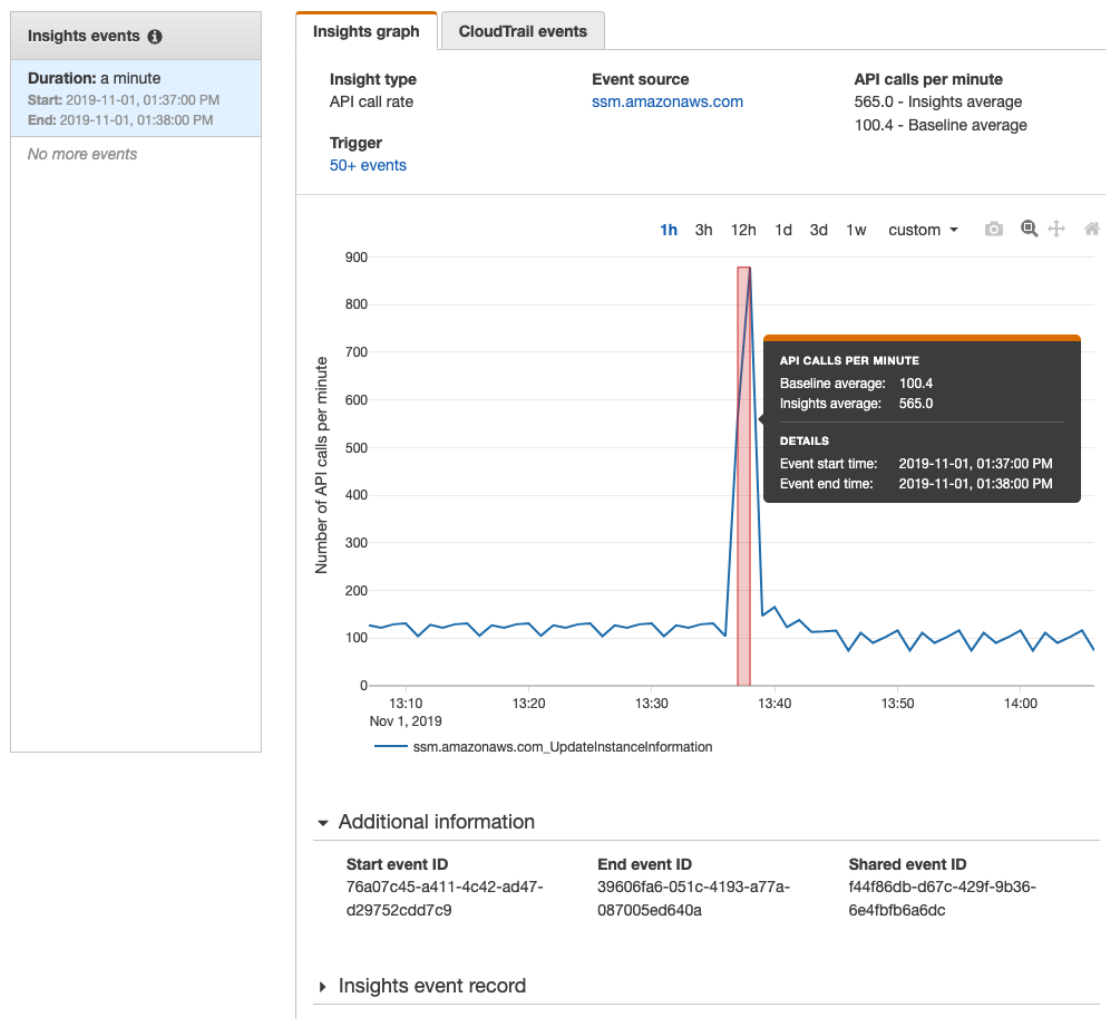 Insights events
Duration: a minute
Start: 2019-11-01, 01:37:00 PM
End: 2019-11-01, 01:38:00 PM
No more events
Insights graph
CloudTrail events
Insight type
API call rate
Event source
ssm.amazonaws.com
API calls per minute
565.0 - Insights average
100.4 - Baseline average
Trigger
50+ events
1h 3h 12h 1d 3d 1w custom
Number of API calls per minute
900
800
700
600
500
400
300
200
100
0
API CALLS PER MINUTE
Baseline average: 100.4
Insights average: 565.0
DETAILS
Event start time: 2019-11-01, 01:37:00 PM
Event end time: 2019-11-01, 01:38:00 PM
13:10 13:20 13:30 13:40 13:50 14:00
Nov 1, 2019
ssm.amazonaws.com_UpdateInstanceInformation
Additional information
Start event ID
76a07c45-a411-4c42-ad47-
d29752cdd7c9
End event ID
39606fa6-051c-4193-a77a-
087005ed640a
Shared event ID
f44f86db-d67c-429f-9b36-
6e4fbfb6a6dc
Insights event record